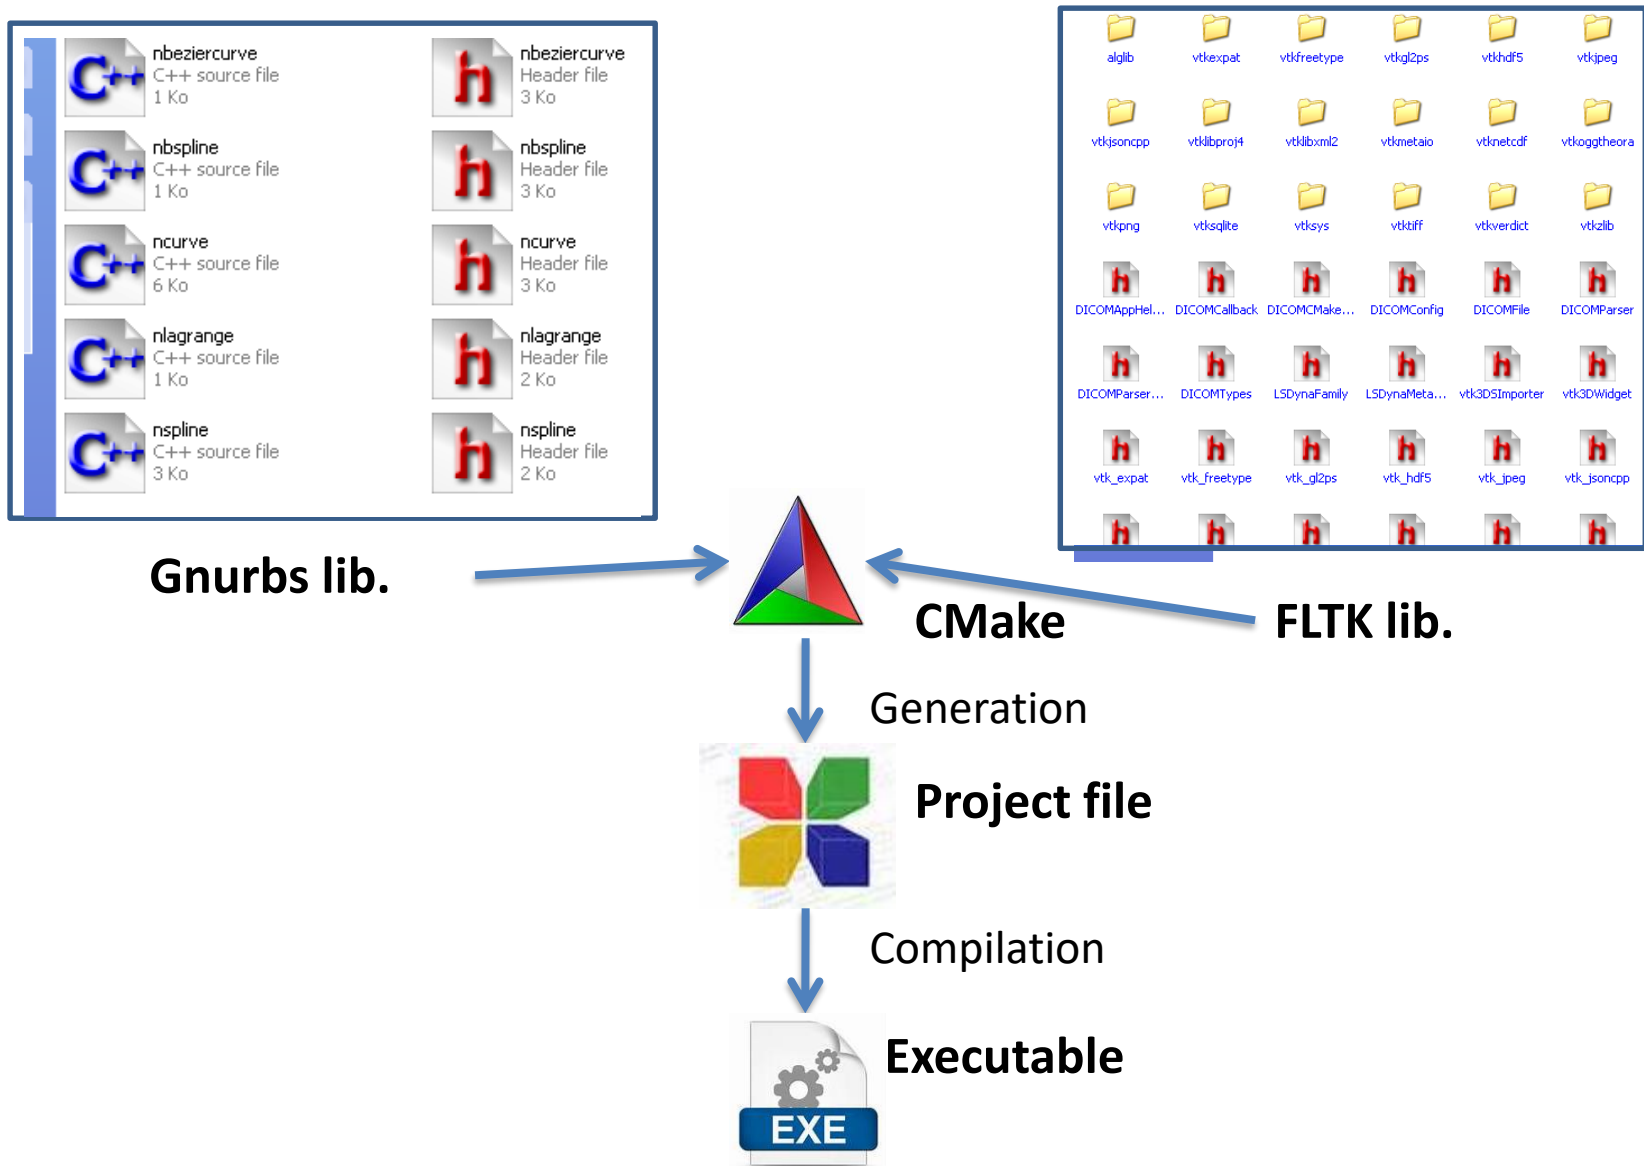 nbeziercurve
C++ source file
1 Ko
nbeziercurve
Header file
3 Ko
nbspline
C++ source file
1 Ko
nbspline
Header file
3 Ko
ncurve
C++ source file
6 Ko
ncurve
Header file
3 Ko
nlagrange
C++ source file
1 Ko
nlagrange
Header file
2 Ko
nspline
C++ source file
3 Ko
nspline
Header file
2 Ko
C++ h
C++ h
C++ h
C++ h
C++ h
alglib vtkexpat vtkfreetype vtkgl2ps vtkhdf5 vtkjpeg
vtkjsoncpp vtklibproj4 vtklibxml2 vtkmetaio vtknetcdf vtkoggtheora
vtkpng vtksqlite vtksys vtktiff vtkverdict vtkzlib
h h h h h h
DICOMAppHel... DICOMCallback DICOMCMake... DICOMConfig DICOMFile DICOMParser
h h h h h h
DICOMParser... DICOMTypes LSDynaFamily LSDynaMeta... vtk3DSImporter vtk3DWidget
h h h h h h
vtk_expat vtk_freetype vtk_gl2ps vtk_hdf5 vtk_jpeg vtk_jsoncpp
h h h h h h
Gnurbs lib.
CMake
FLTK lib.
Generation
Project file
Compilation
Executable
EXE